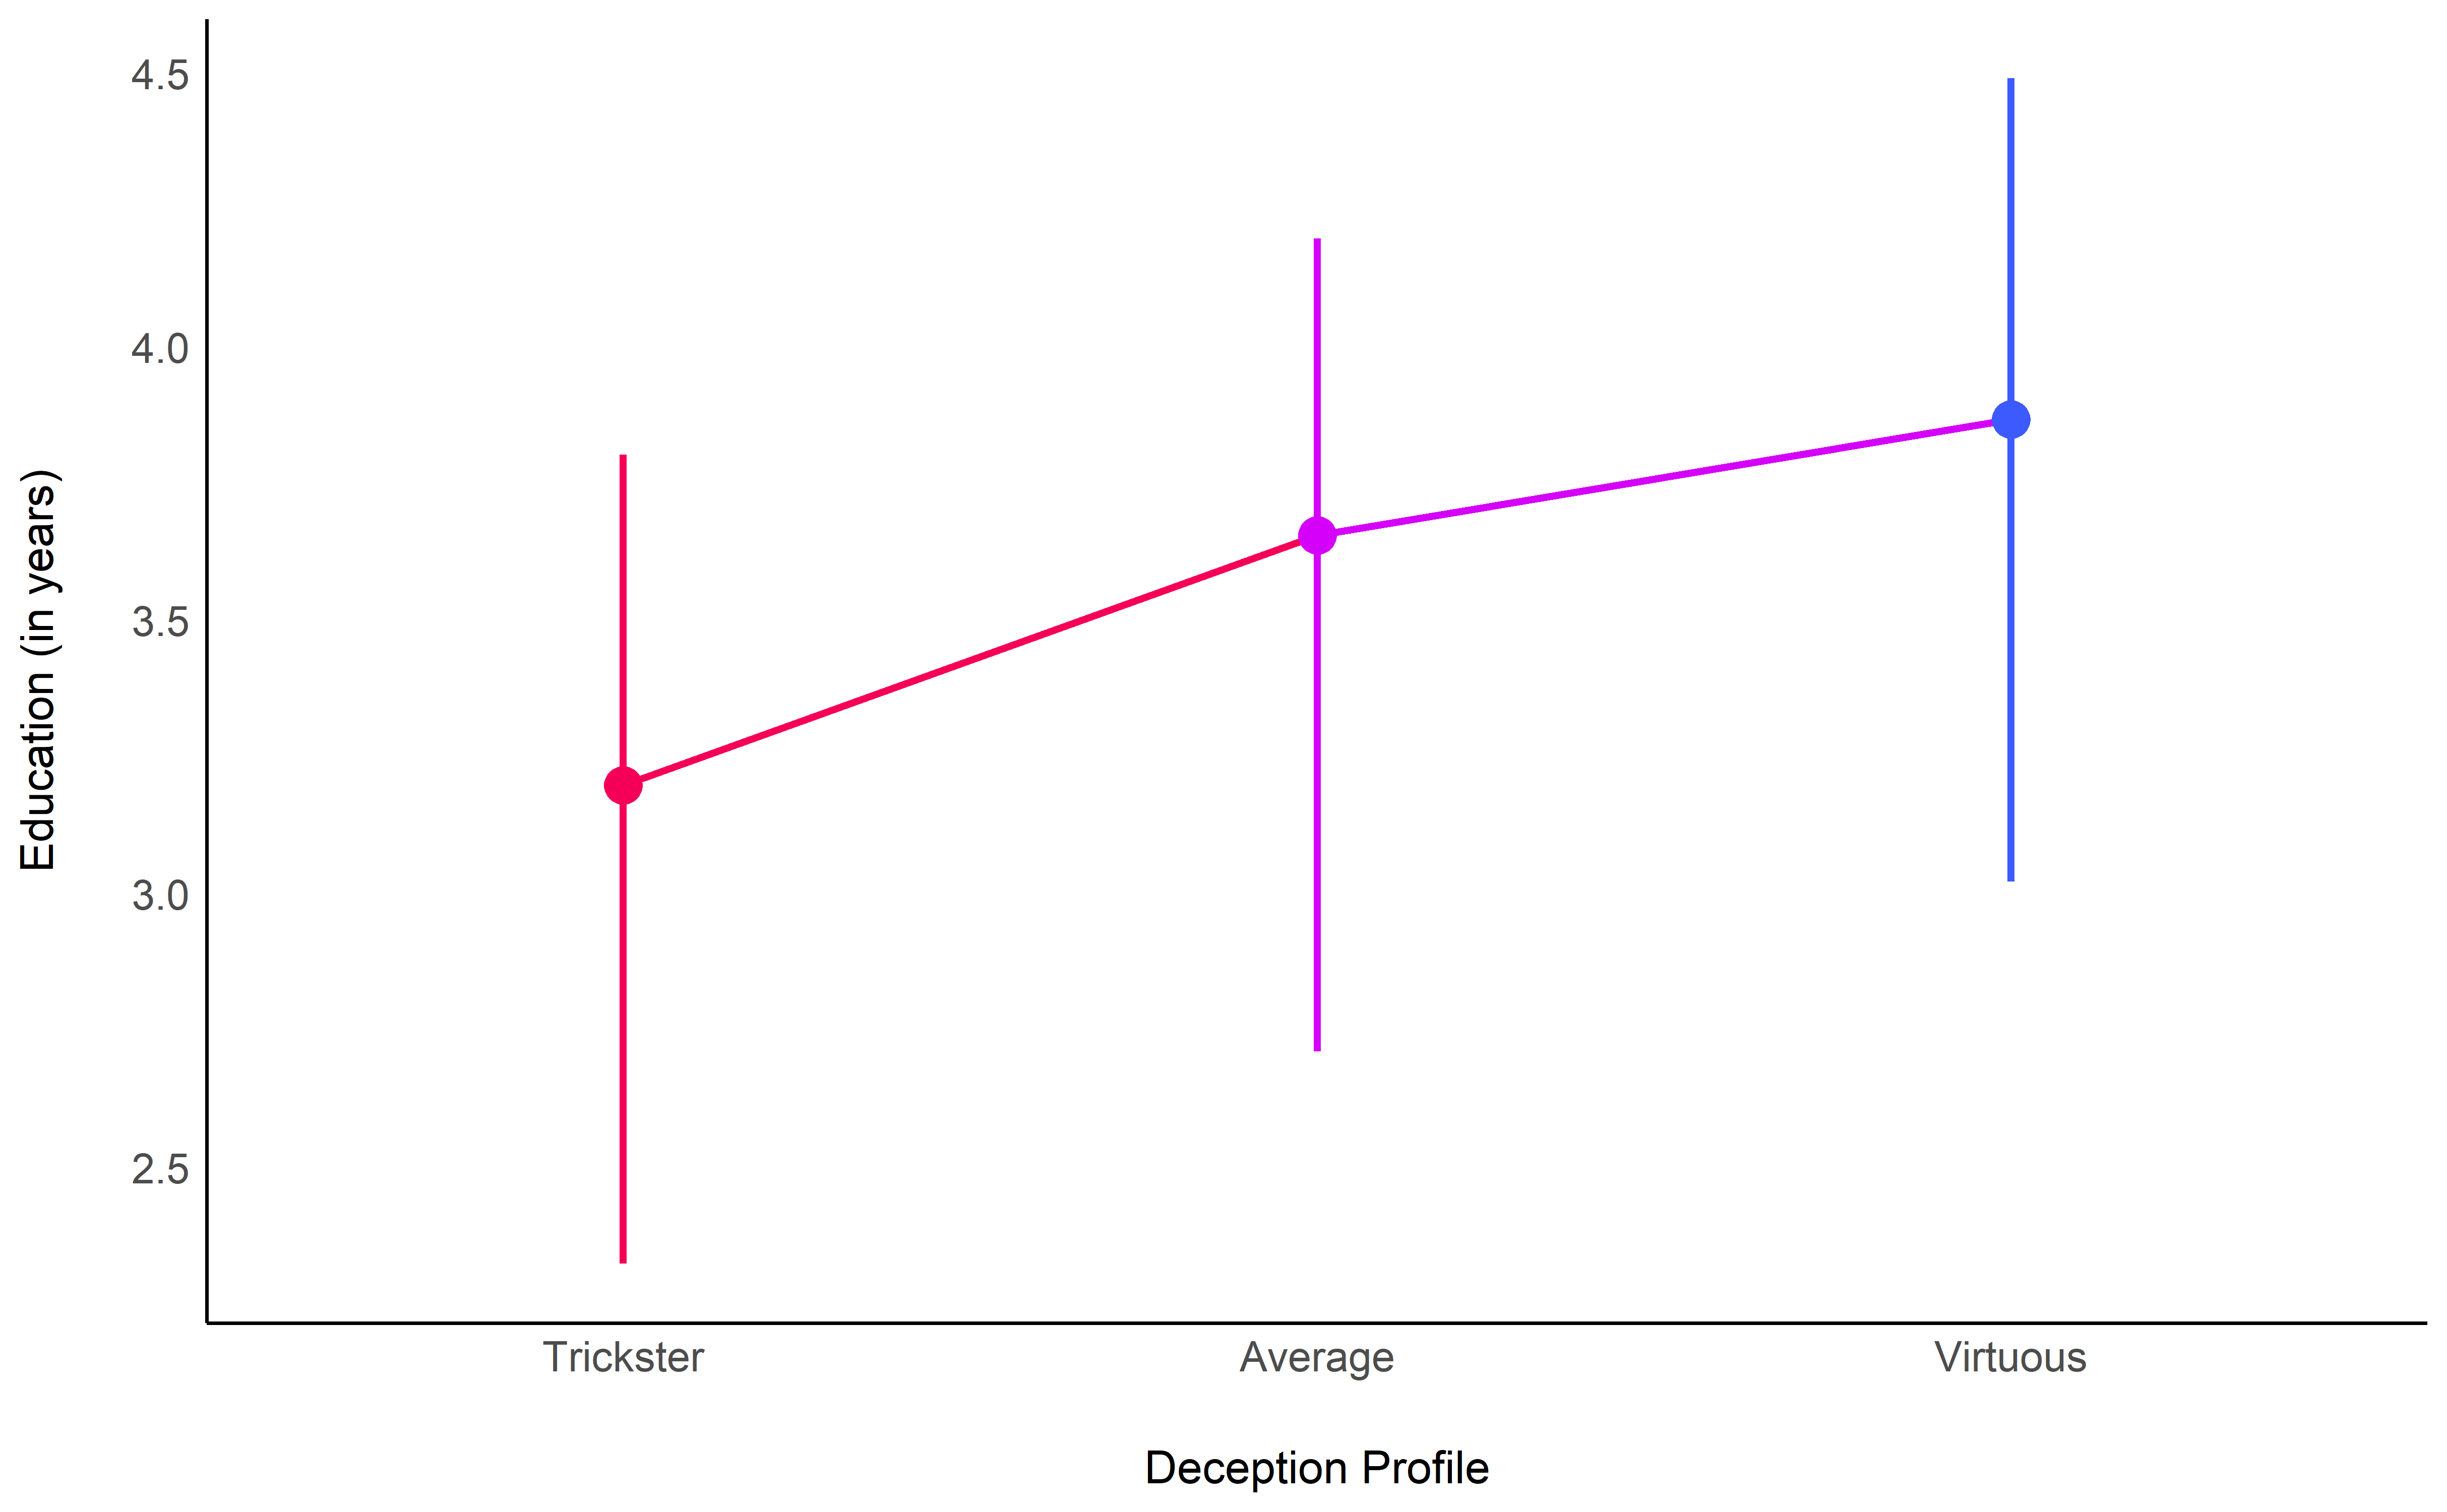 4.5
4.0
3.5
3.0
2.5
Education (in years)
Trickster Average Virtuous
Deception Profile